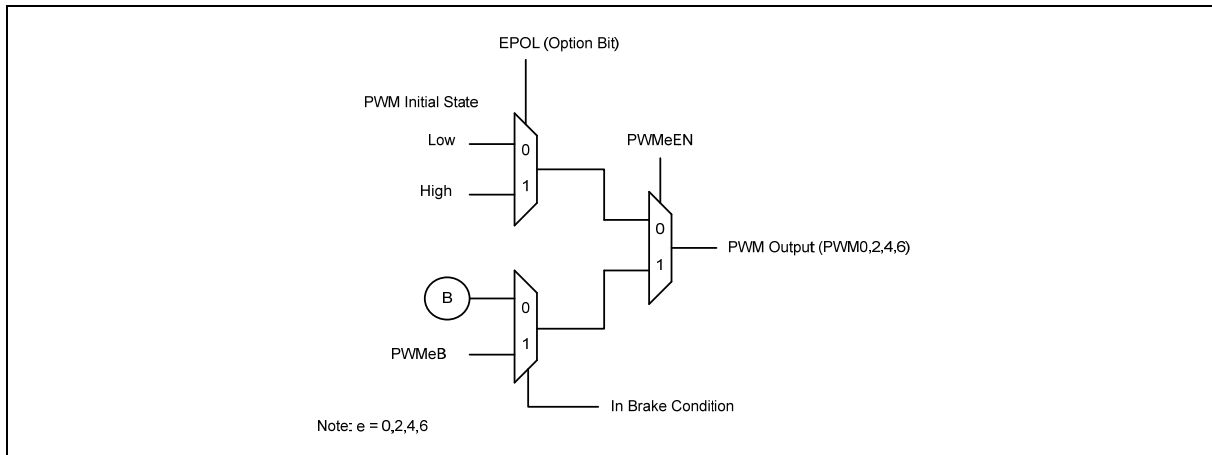 EPOL (Option Bit)
PWM Initial State
Low
High
0
1
PWMeEN
0
1
PWM Output (PWM0,2,4,6)
B
PWMeB
0
1
In Brake Condition
Note: e = 0,2,4,6